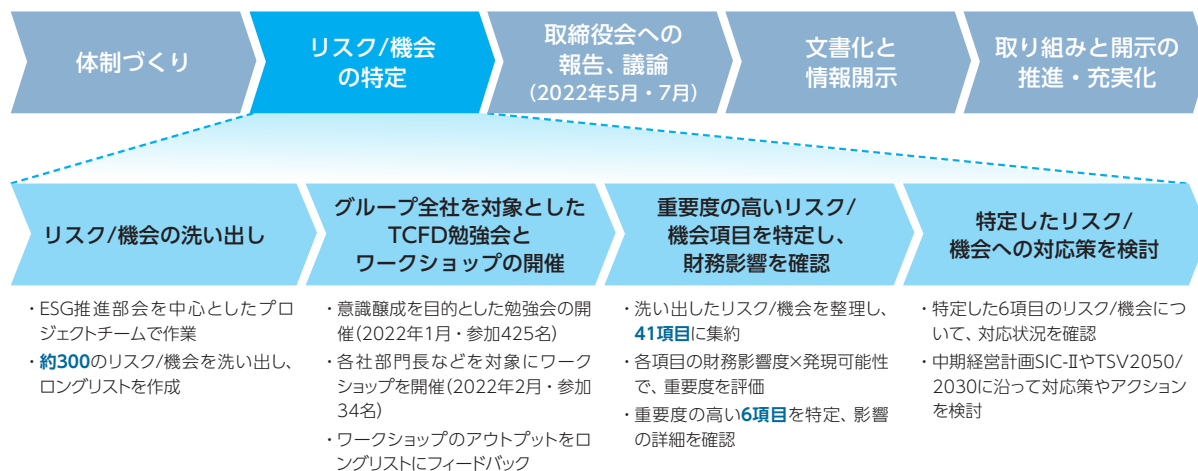 体制づくり
リスク/機会
の特定
取締役会への
報告、議論
(2022年5月・7月)
文書化と
情報開示
取り組みと開示の
推進・充実化
リスク/機会の洗い出し
・ESG推進部会を中心としたプロ
ジェクトチームで作業
・約300のリスク/機会を洗い出し、
ロングリストを作成
グループ全社を対象とした
TCFD勉強会と
ワークショップの開催
・意識醸成を目的とした勉強会の開
催(2022年1月・参加425名)
・各社部門長などを対象にワーク
ショップを開催(2022年2月・参加
34名)
・ワークショップのアウトプットをロ
ングリストにフィードバック
重要度の高いリスク/
機会項目を特定し、
財務影響を確認
・洗い出したリスク/機会を整理し、
41項目に集約
・各項目の財務影響度×発現可能性
で、重要度を評価
・重要度の高い6項目を特定、影響
の詳細を確認
特定したリスク/
機会への対応策を検討
・特定した6項目のリスク/機会につ
いて、対応状況を確認
・中期経営計画SIC-IIやTSV2050/
2030に沿って対応策やアクション
を検討